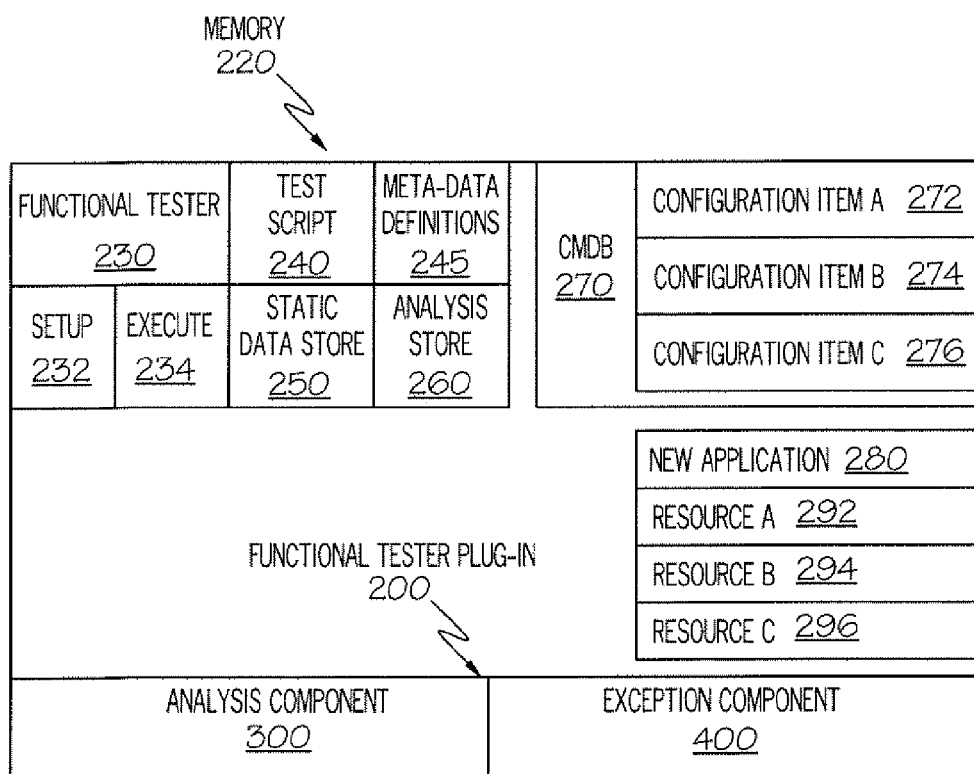 MEMORY
220
FUNCTIONAL TESTER
230
TEST
SCRIPT
240
META-DATA
DEFINITIONS
245
SETUP
232
EXECUTE
234
STATIC
DATA STORE
250
ANALYSIS
STORE
260
CMDB
270
CONFIGURATION ITEM A 272
CONFIGURATION ITEM B 274
CONFIGURATION ITEM C 276
NEW APPLICATION 280
RESOURCE A 292
RESOURCE B 294
RESOURCE C 296
FUNCTIONAL TESTER PLUG-IN
200
ANALYSIS COMPONENT
300
EXCEPTION COMPONENT
400